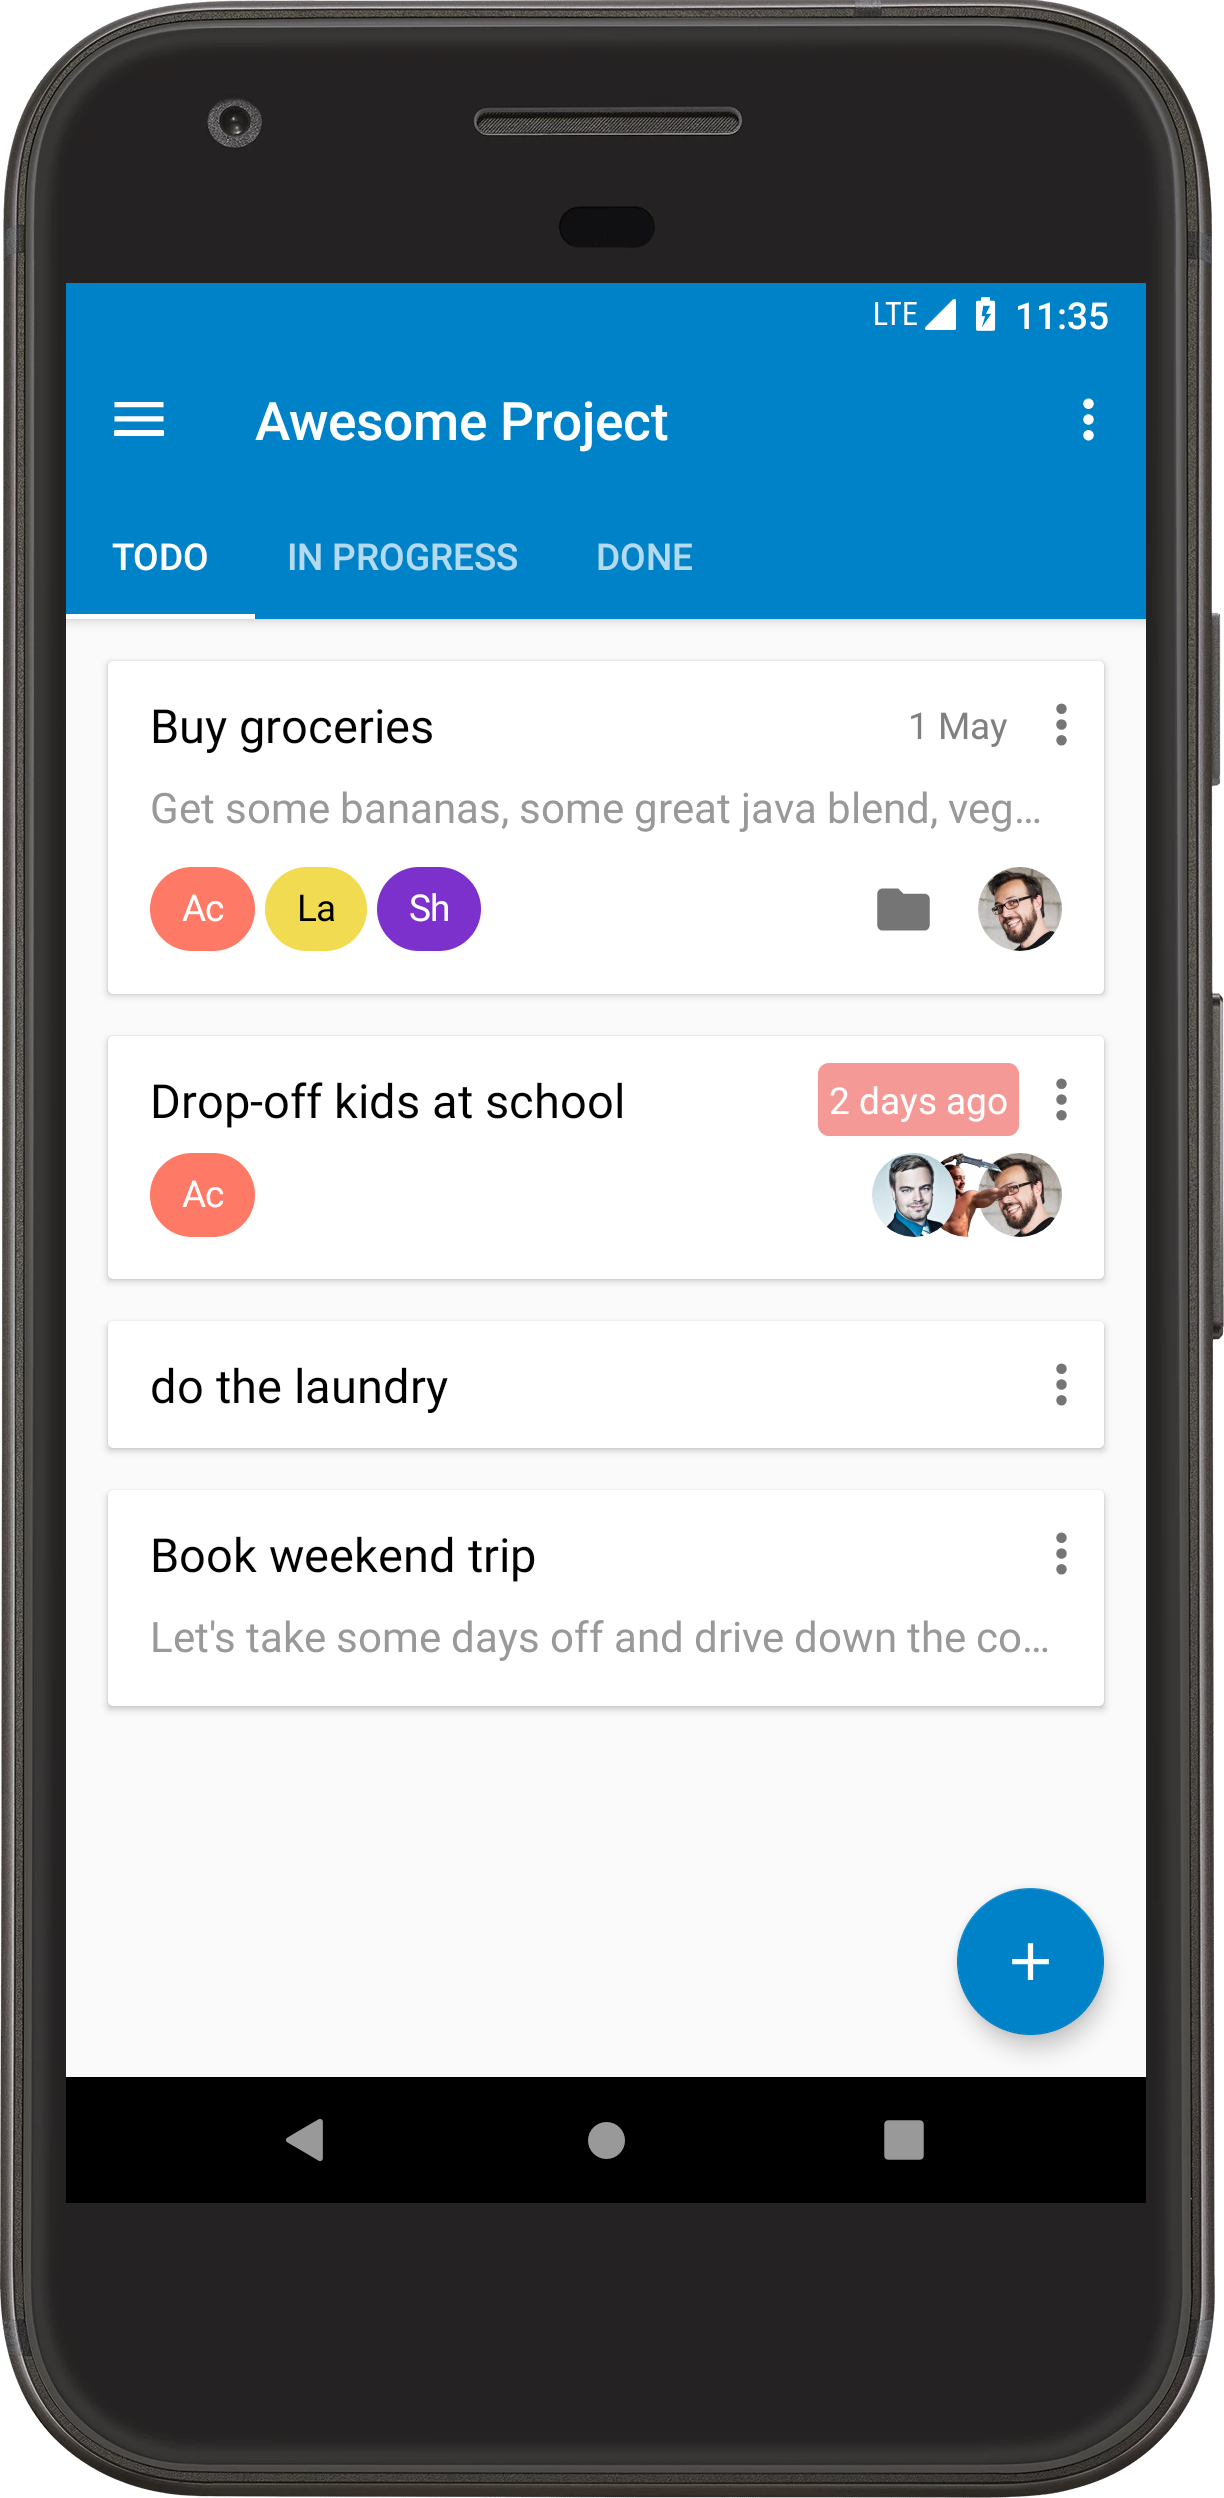 LTE 11:35
Awesome Project
TODO IN PROGRESS DONE
Buy groceries 1 May
Get some bananas, some great java blend, veg...
Ac La Sh
Drop-off kids at school 2 days ago
Ac
do the laundry
Book weekend trip
Let's take some days off and drive down the co...